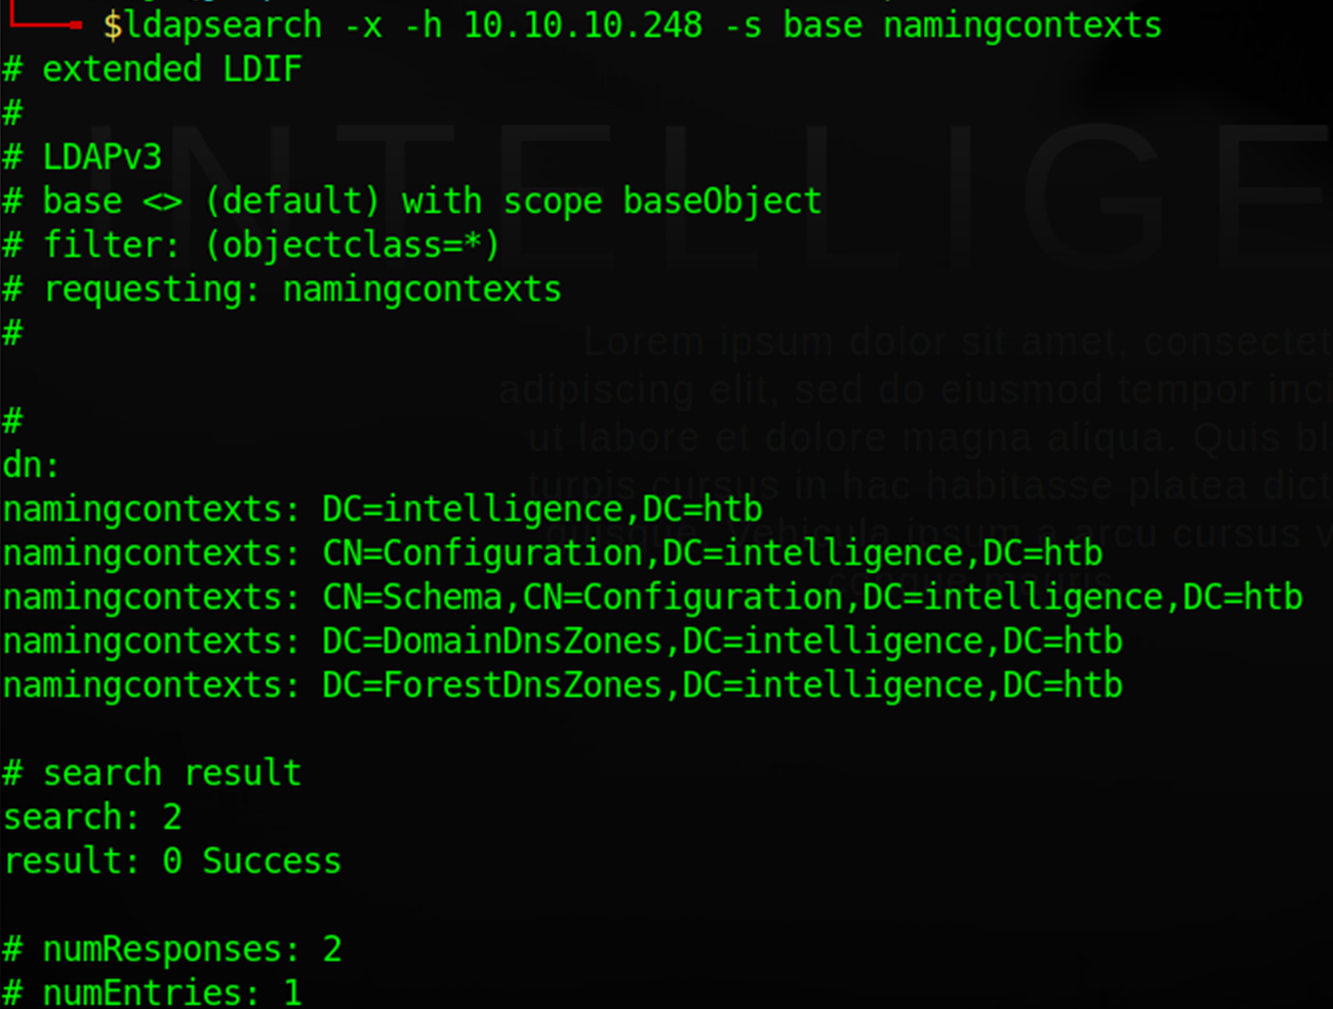 $ldapsearch -x -h 10.10.10.248 -s base namingcontexts
# extended LDIF
#
# LDAPv3
# base <> (default) with scope baseObject
# filter: (objectclass=*)
# requesting: namingcontexts
#
#
dn:
namingcontexts: DC=intelligence,DC=htb
namingcontexts: CN=Configuration,DC=intelligence,DC=htb
namingcontexts: CN=Schema,CN=Configuration,DC=intelligence,DC=htb
namingcontexts: DC=DomainDnsZones,DC=intelligence,DC=htb
namingcontexts: DC=ForestDnsZones,DC=intelligence,DC=htb
# search result
search: 2
result: 0 Success
# numResponses: 2
# numEntries: 1
INTELLIGE
Lorem ipsum dolor sit amet, consectet
adipiscing elit, sed do eiusmod tempor inci
ut labore et dolore magna aliqua. Quis bl
turpis cursus in hac habitasse platea dict
vehicula ipsum a arcu cursus v